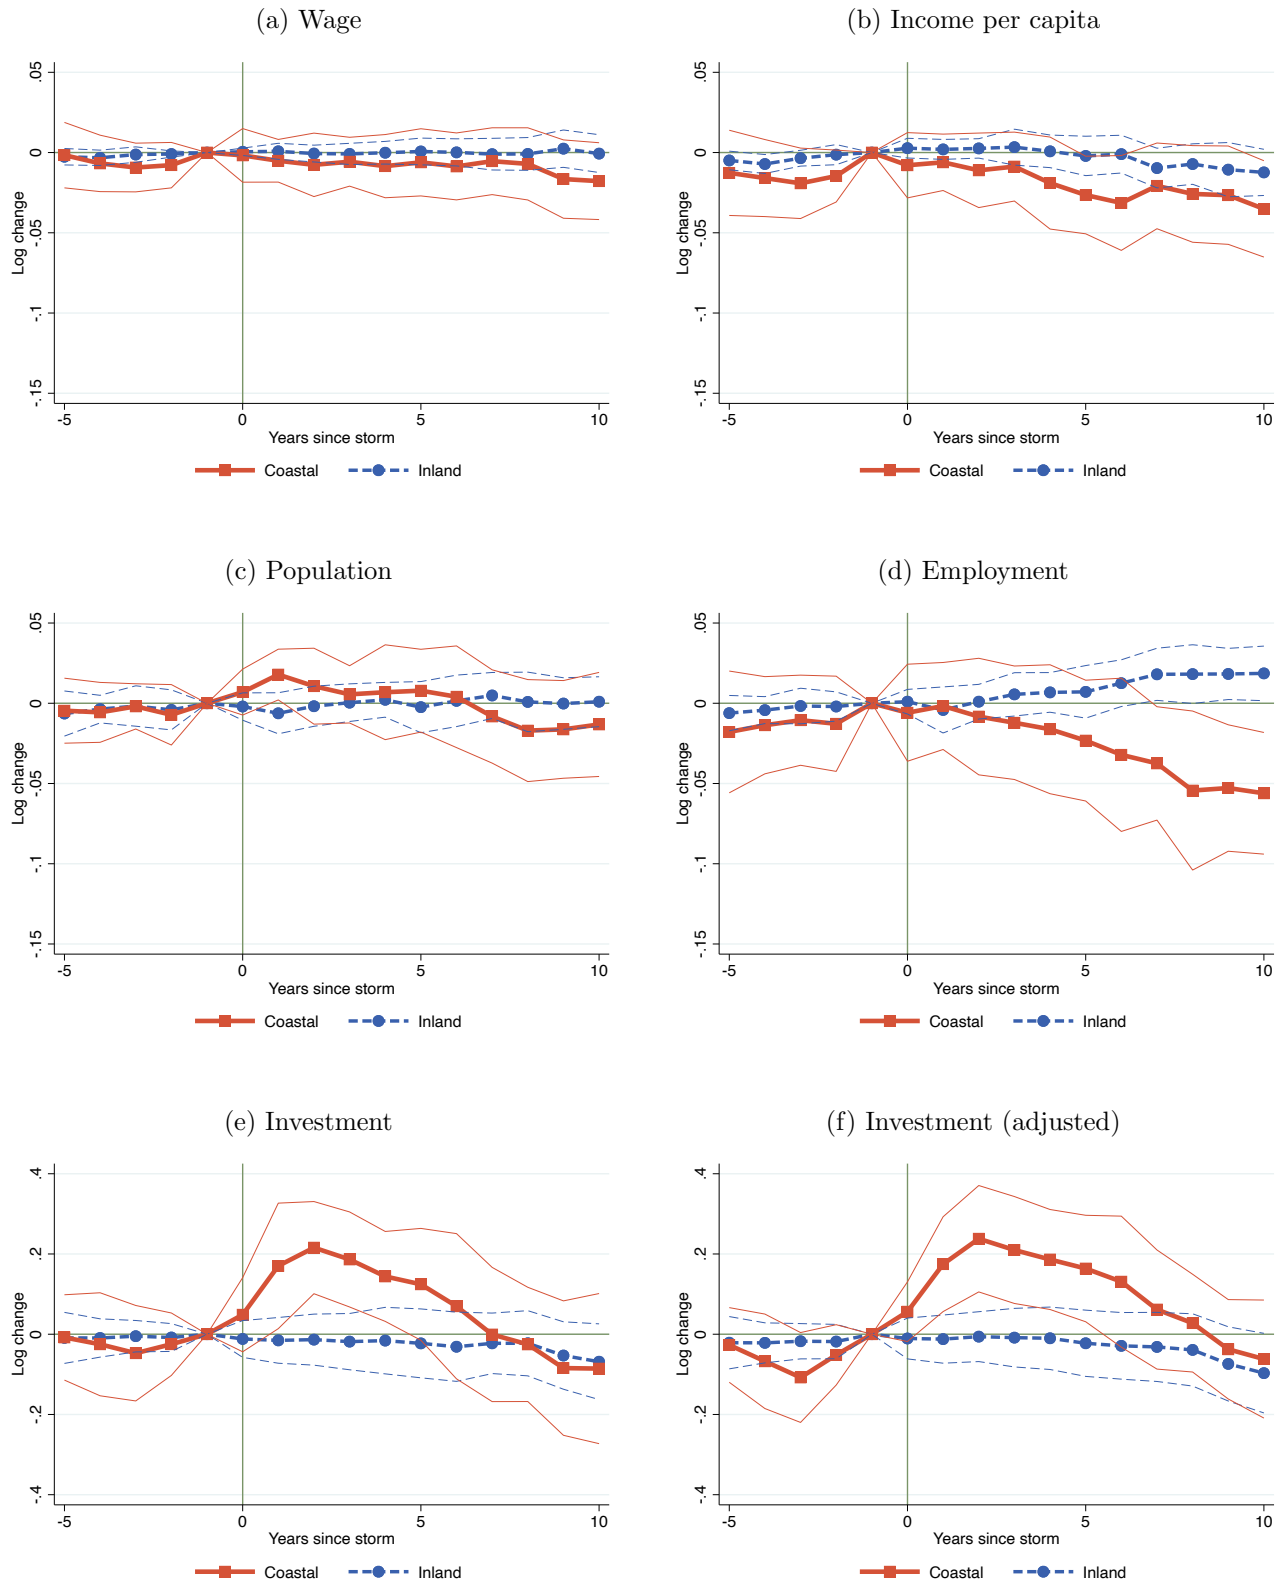 (a) Wage
.05
0
-.05
-.1
-.15
Log change
-5
0
5
10
Years since storm
Coastal
Inland
(b) Income per capita
.05
0
-.05
-.1
-.15
Log change
-5
0
5
10
Years since storm
Coastal
Inland
(c) Population
.05
0
-.05
-.1
-.15
Log change
-5
0
5
10
Years since storm
Coastal
Inland
(d) Employment
.05
0
-.05
-.1
-.15
Log change
-5
0
5
10
Years since storm
Coastal
Inland
(e) Investment
.4
.2
0
-.2
-.4
Log change
-5
0
5
10
Years since storm
Coastal
Inland
(f) Investment (adjusted)
.4
.2
0
-.2
-.4
Log change
-5
0
5
10
Years since storm
Coastal
Inland